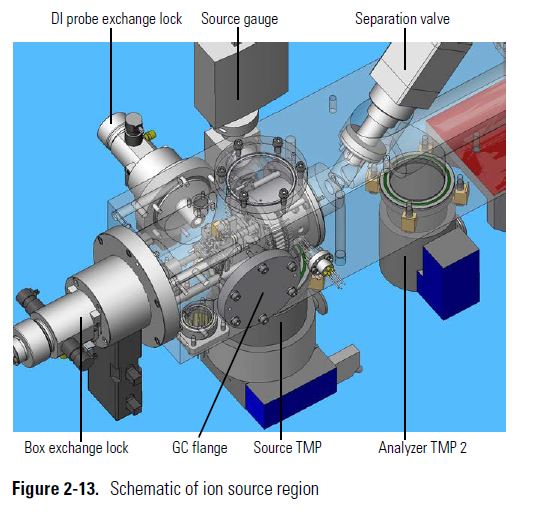 DI probe exchange lock
Source gauge
Separation valve
Box exchange lock
GC flange
Source TMP
Analyzer TMP 2
Figure 2-13. Schematic of ion source region